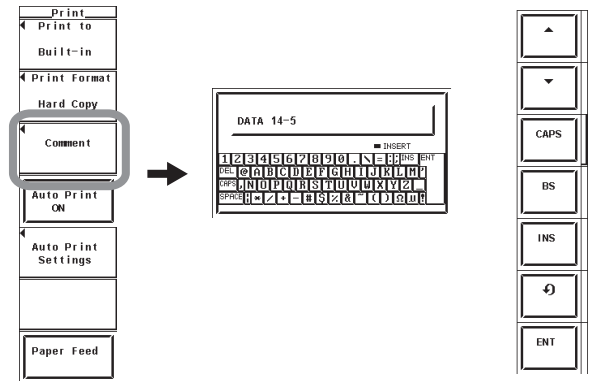 Print
Print to
Built-in
Print Format
Hard Copy
Comment
Auto Print
ON
Auto Print
Settings
Paper Feed
DATA 14-5
INSERT
1 2 3 4 5 6 7 8 9 0 . \ = : ; INS ENT
DEL @ A B C D E F G H I J K L M '
CAPS , N O P Q R S T U V W X Y Z _
SPACE | * / + - # $ % & ~ ( ) Ω µ !
CAPS
BS
INS
ENT